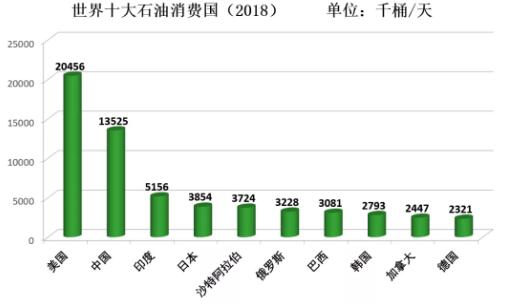 世界十大石油消费国（2018） 单位：千桶/天
25000
20000
15000
10000
5000
0
20456
13525
5156
3854
3724
3228
3081
2793
2447
2321
美国
中国
印度
日本
沙特阿拉伯
俄罗斯
巴西
韩国
加拿大
德国